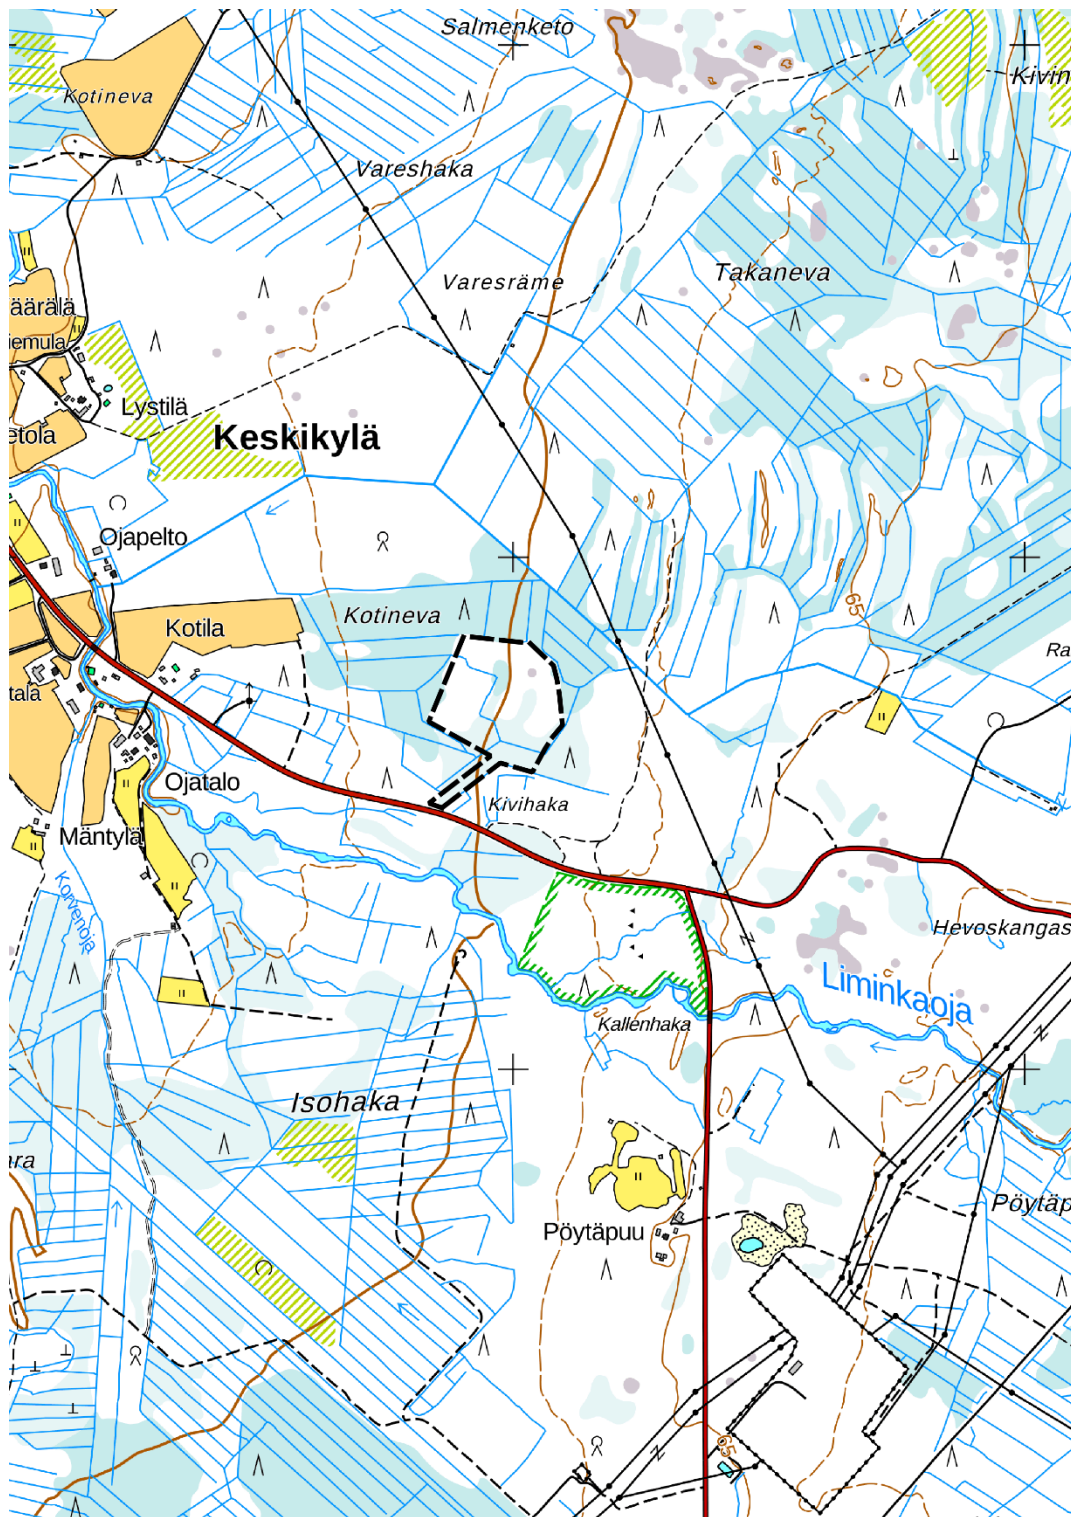 Salmenketo
Kivin
Kotineva
Vareshaka
Takaneva
Varesräme
äärälä
iemula
Lystilä
etola
Keskikylä
Ojapelto
65
Kotineva
Kotila
Ra
tala
Ojatalo
Kivihaka
Mäntylä
Korvenoja
Hevoskangas
Liminkaoja
Kallenhaka
Isohaka
ara
Pöytäp
Pöytäpuu
65